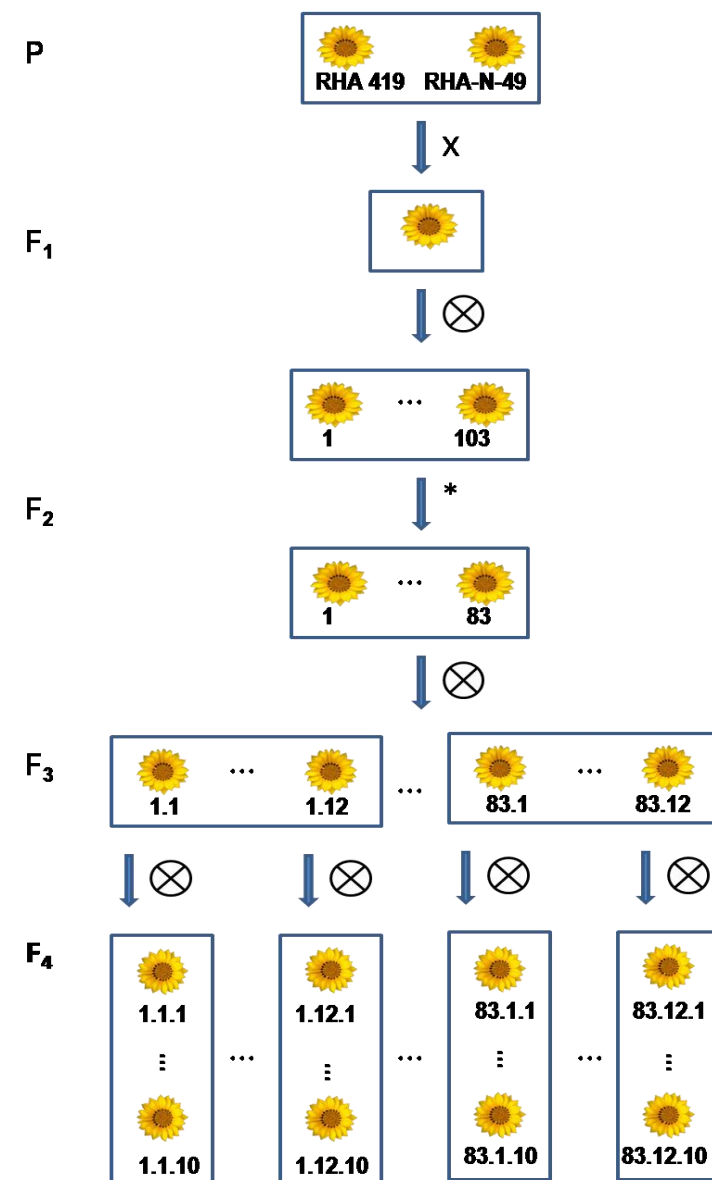 P
RHA 419 RHA-N-49
X
F₁
1 ... 103
*
F₂
1 ... 83
F₃
1.1 ... 1.12 ... 83.1 ... 83.12
F₄
1.1.1 1.12.1 83.1.1 83.12.1
... ... ... ... ... ... ...
1.1.10 1.12.10 83.1.10 83.12.10